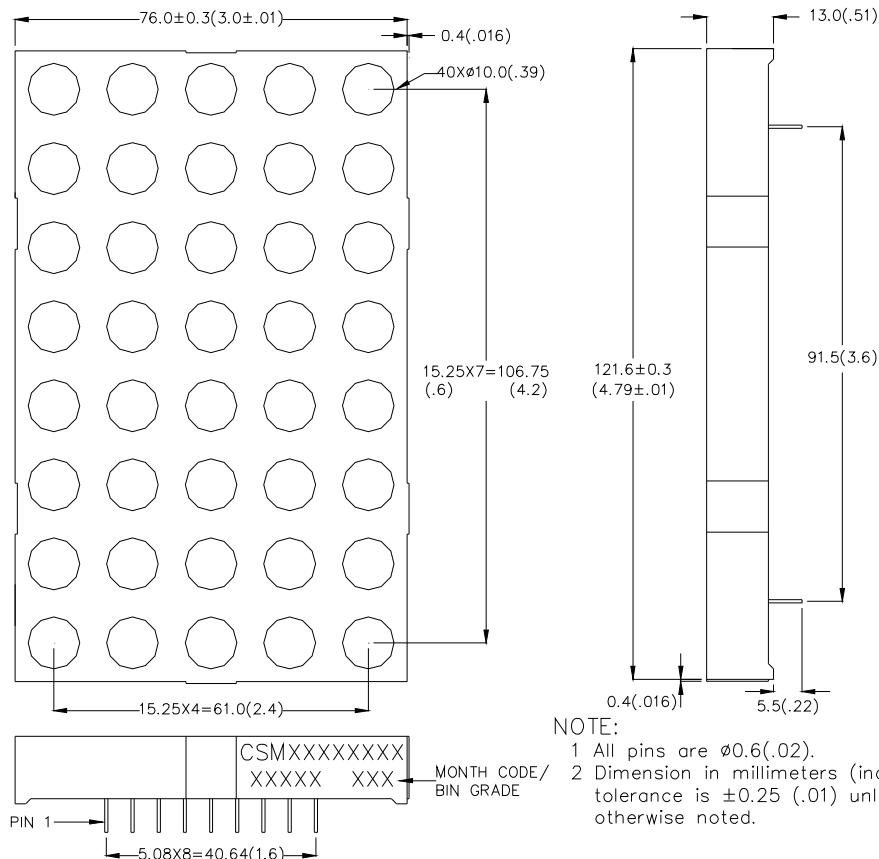 76.0±0.3(3.0±.01)
13.0(.51)
0.4(.016)
40Xø10.0(.39)
15.25X7=106.75
(.6) (4.2)
121.6±0.3
(4.79±.01)
91.5(3.6)
15.25X4=61.0(2.4)
0.4(.016)
5.5(.22)
NOTE:
1 All pins are ø0.6(.02).
2 Dimension in millimeters
tolerance is ±0.25 (.01)
otherwise noted.
CSMXXXXXXXX
XXXXX XXX
MONTH CODE/
BIN GRADE
PIN 1
5.08X8=40.64(1.6)